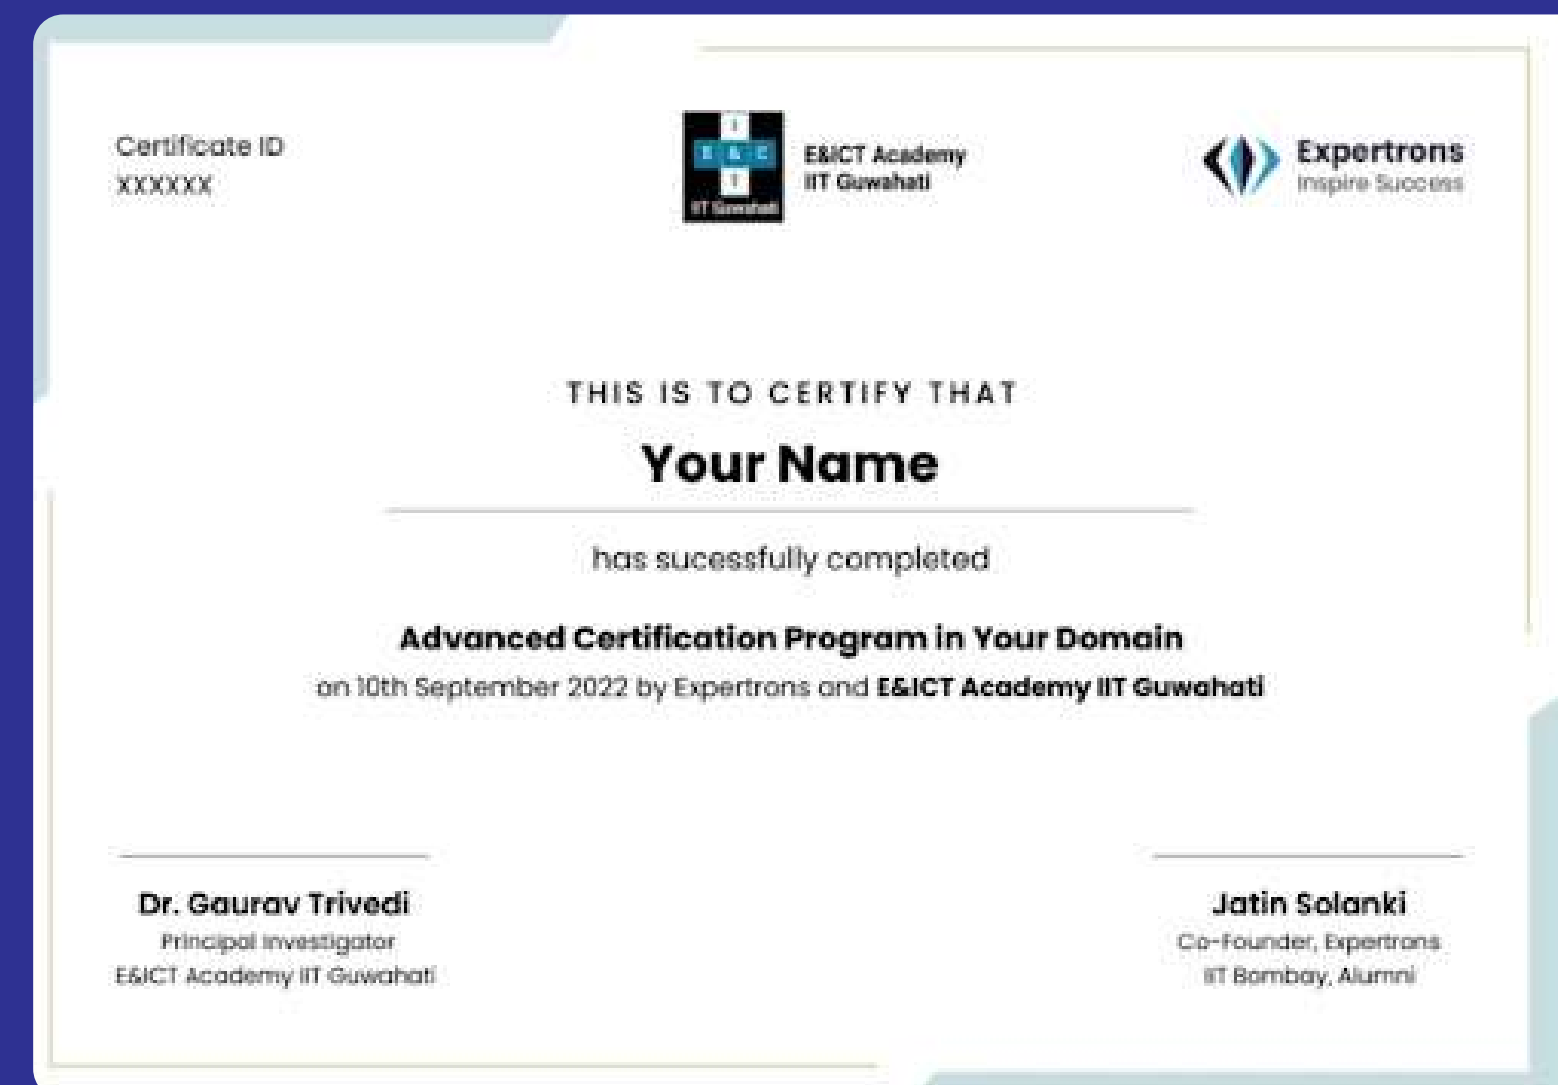 Certificate ID
XXXXXX
I
E & C
T
IIT Guwahati
E&ICT Academy
IIT Guwahati
Expertrons
Inspire Success
THIS IS TO CERTIFY THAT
Your Name
has sucessfully completed
Advanced Certification Program in Your Domain
on 10th September 2022 by Expertrons and E&ICT Academy IIT Guwahati
Dr. Gaurav Trivedi
Principal Investigator
E&ICT Academy IIT Guwahati
Jatin Solanki
Co-Founder, Expertrons
IIT Bombay, Alumni